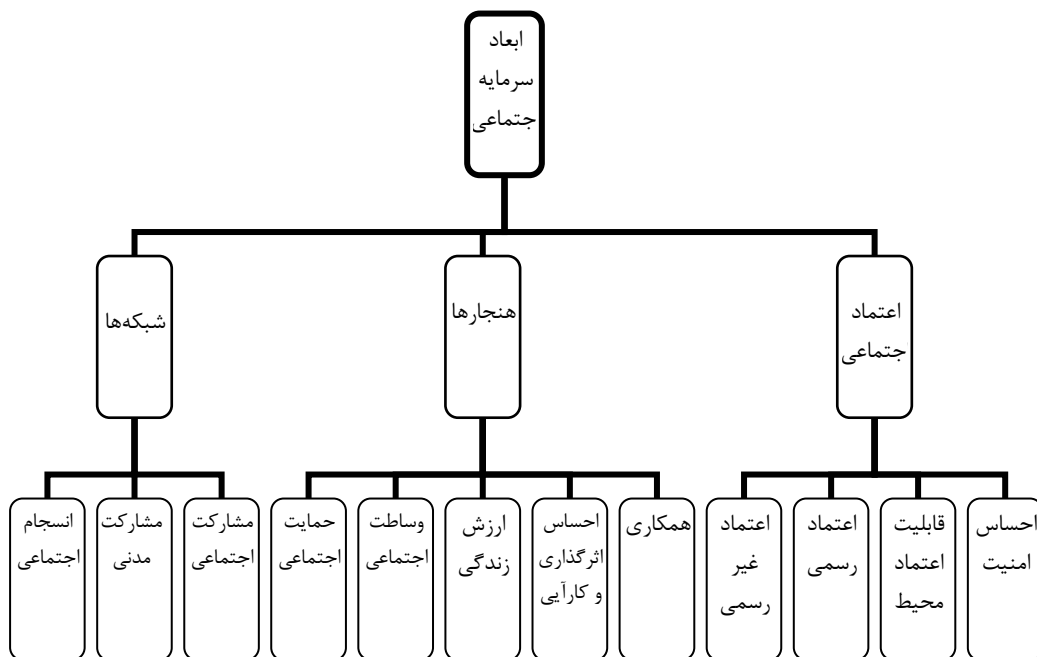 ابعاد
سرمایه
جتماعی
اعتماد
جتماعی
هنجارها
شبکه‌ها
احساس
امنیت
قابلیت
اعتماد
محیط
اعتماد
رسمی
اعتماد
غیر
رسمی
همکاری
احساس
اثرگذاری
و کارآیی
ارزش
زندگی
وساطت
اجتماعی
حمایت
اجتماعی
مشارکت
اجتماعی
مشارکت
مدنی
انسجام
اجتماعی